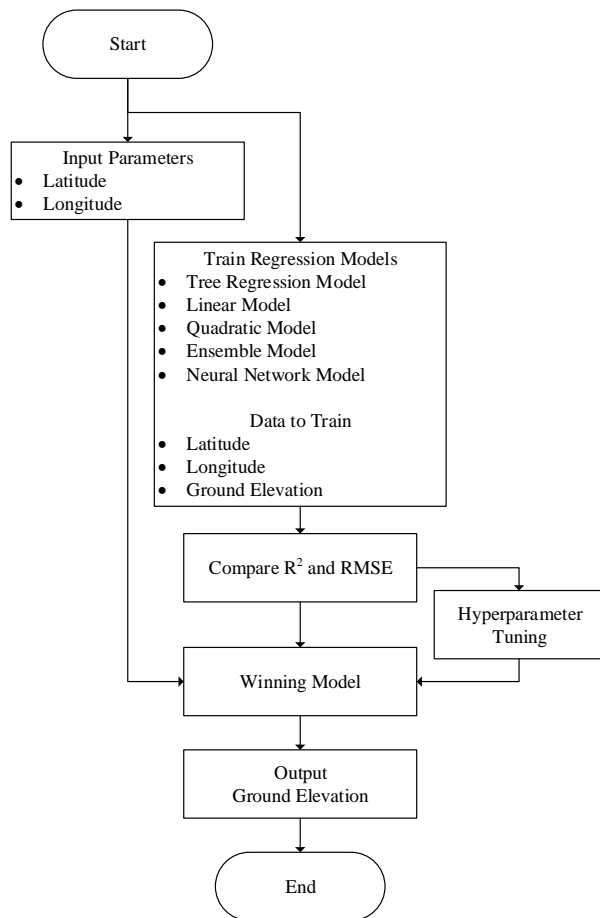 Start
Input Parameters
• Latitude
• Longitude
Train Regression Models
• Tree Regression Model
• Linear Model
• Quadratic Model
• Ensemble Model
• Neural Network Model
Data to Train
• Latitude
• Longitude
• Ground Elevation
Compare R² and RMSE
Hyperparameter
Tuning
Winning Model
Output
Ground Elevation
End